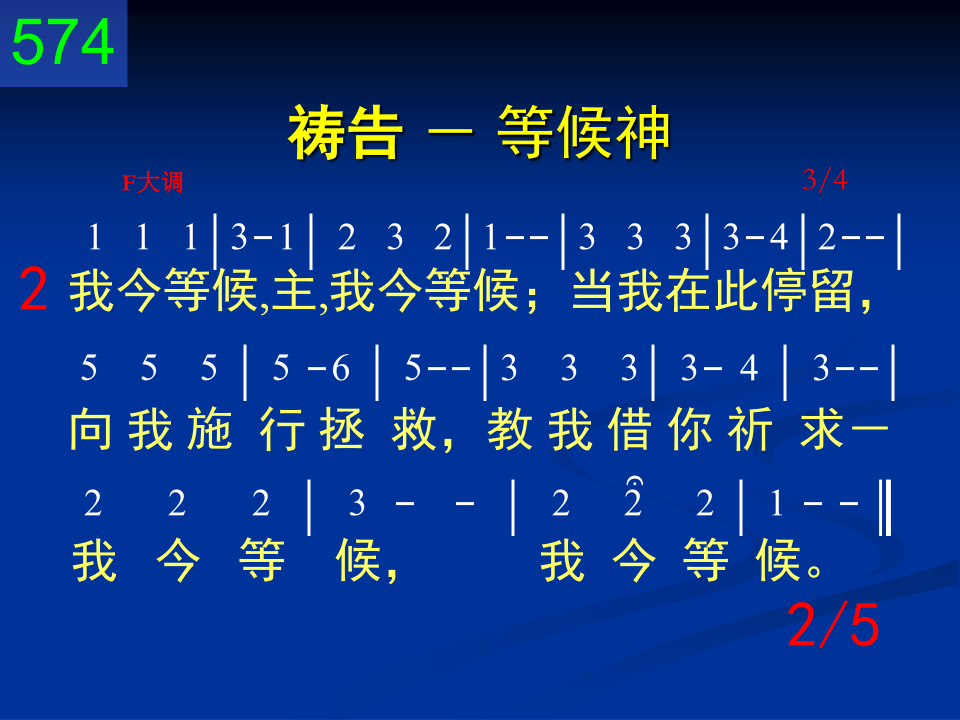 574
祷告 － 等候神
F大调 3/4
1 1 1|3-1| 2 3 2|1--|3 3 3|3-4|2--|
2 我今等候,主,我今等候；当我在此停留，
5 5 5| 5 -6| 5--|3 3 3| 3- 4| 3--|
向我施行拯救，教我借你祈求－
2 2 2| 3 - -| 2 2 2| 1 - -‖
我今等候，我今等候。
2/5